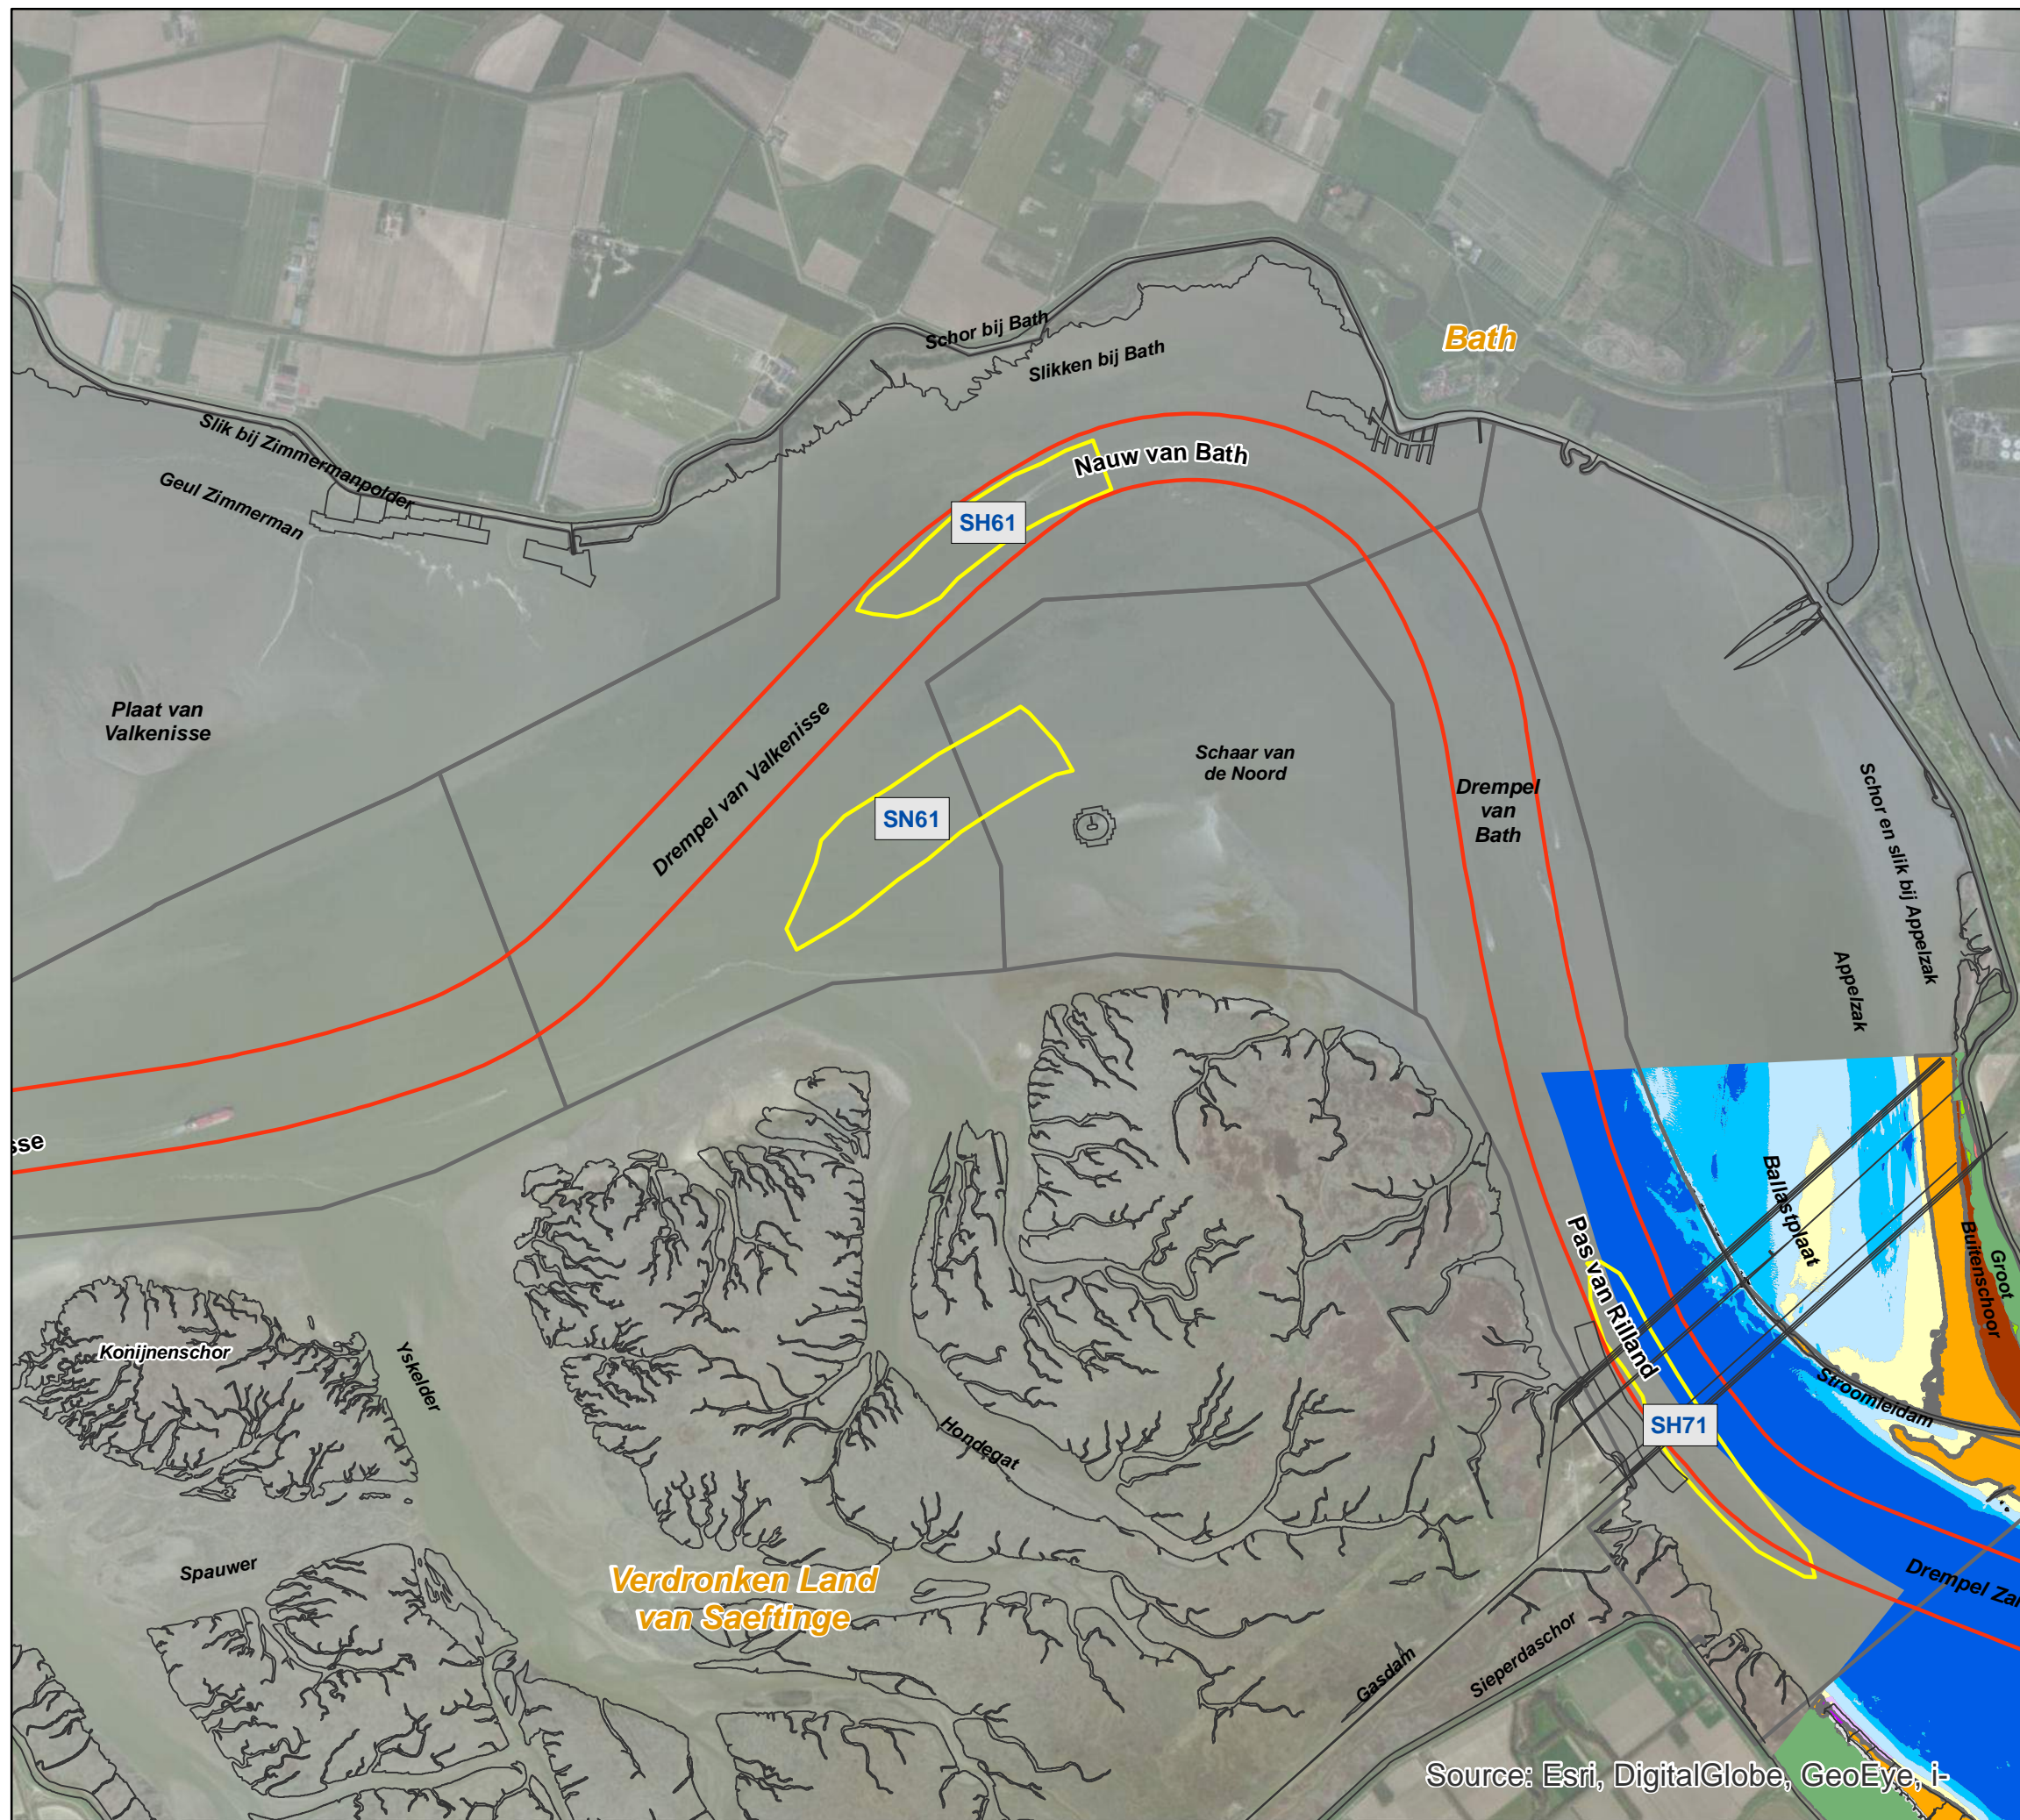 Bath
Schor bij Bath
Slikken bij Bath
Slik bij Zimmermanpolder
Geul Zimmerman
Nauw van Bath
SH61
Plaat van
Valkenisse
Drempel van Valkenisse
Schaar van
de Noord
SN61
Drempel
van
Bath
Schor en slik bij Appelzak
Appelzak
sse
Ballastplaat
Groot
Buitenschoor
Pas van Rilland
Konijnenschor
Yskelder
Stroomleidam
SH71
Hondegat
Spauwer
Verdronken Land
van Saeftinge
Drempel Zan
Gasdam
Sieperdaschor
Source: Esri, DigitalGlobe, GeoEye, i-